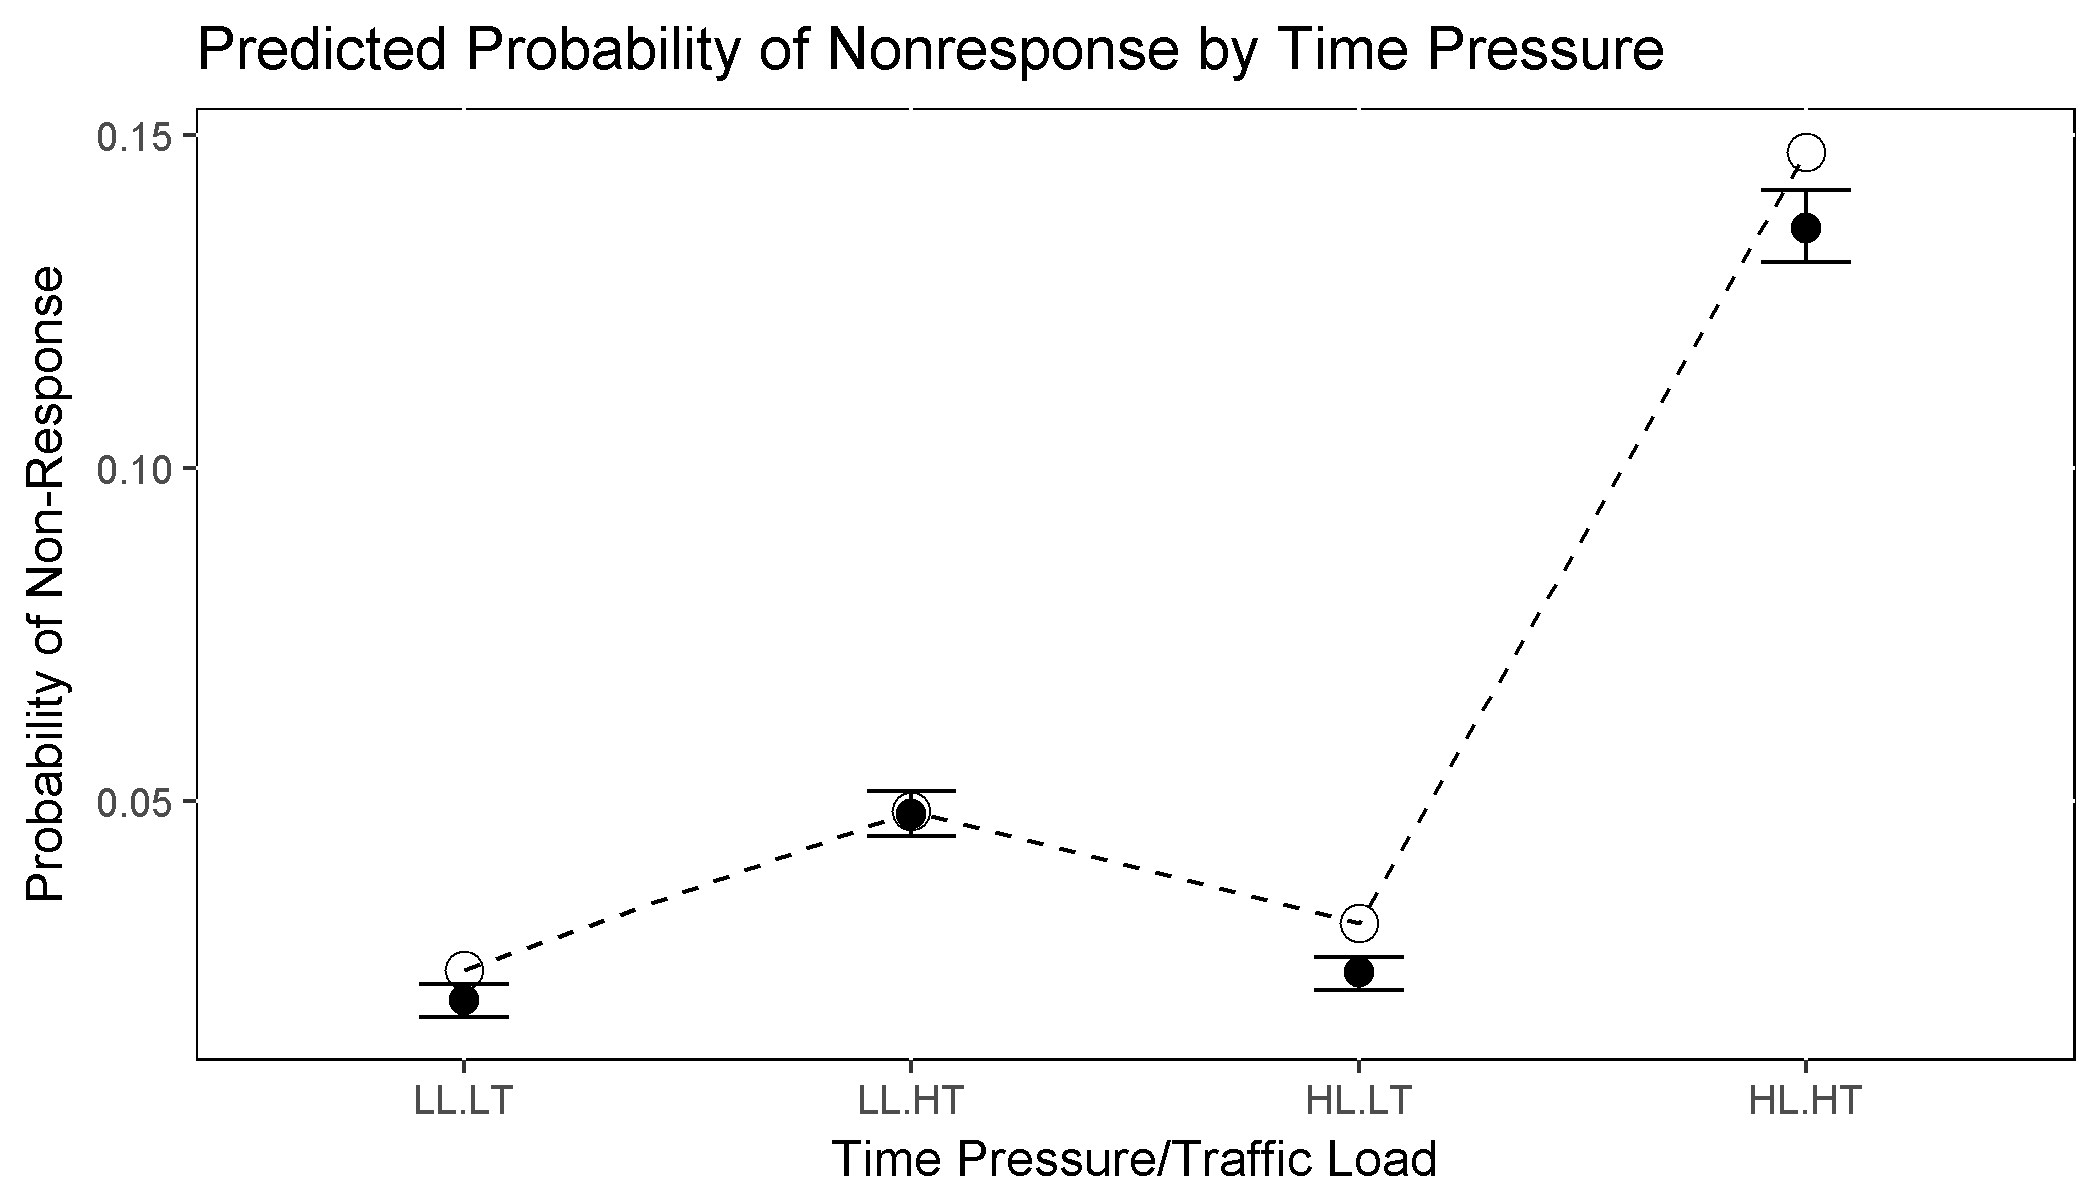 Predicted Probability of Nonresponse by Time Pressure
Probability of Non-Response
0.15
0.10
0.05
LL.LT
LL.HT
HL.LT
HL.HT
Time Pressure/Traffic Load